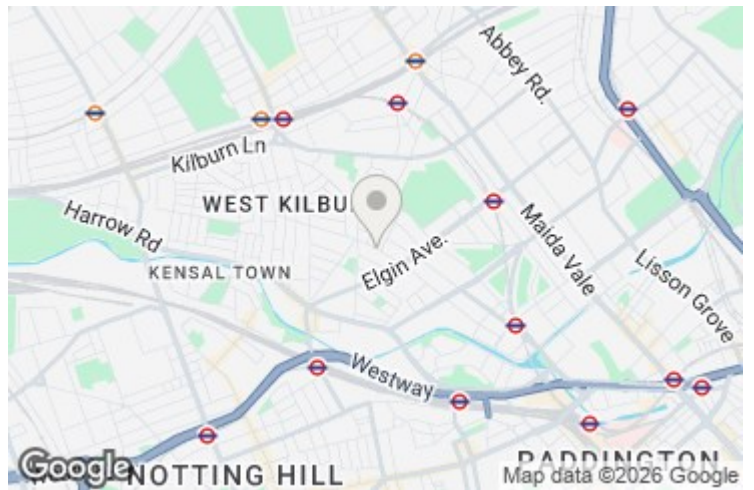 Abbey Rd.
Kilburn Ln
WEST KILBU
Harrow Rd
Maida Vale
Elgin Ave.
KENSAL TOWN
Lisson Grove
Westway
PADDINGTON
Google
NOTTING HILL
Map data ©2026 Google